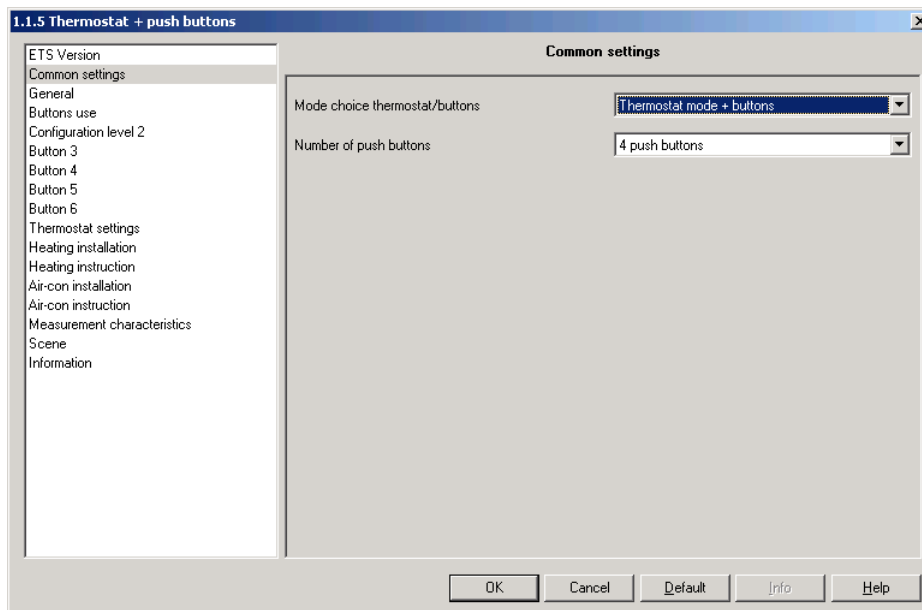 1.1.5 Thermostat + push buttons
ETS Version
Common settings
General
Buttons use
Configuration level 2
Button 3
Button 4
Button 5
Button 6
Thermostat settings
Heating installation
Heating instruction
Air-con installation
Air-con instruction
Measurement characteristics
Scene
Information
Common settings
Mode choice thermostat/buttons
Thermostat mode + buttons
Number of push buttons
4 push buttons
OK
Cancel
Default
Info
Help